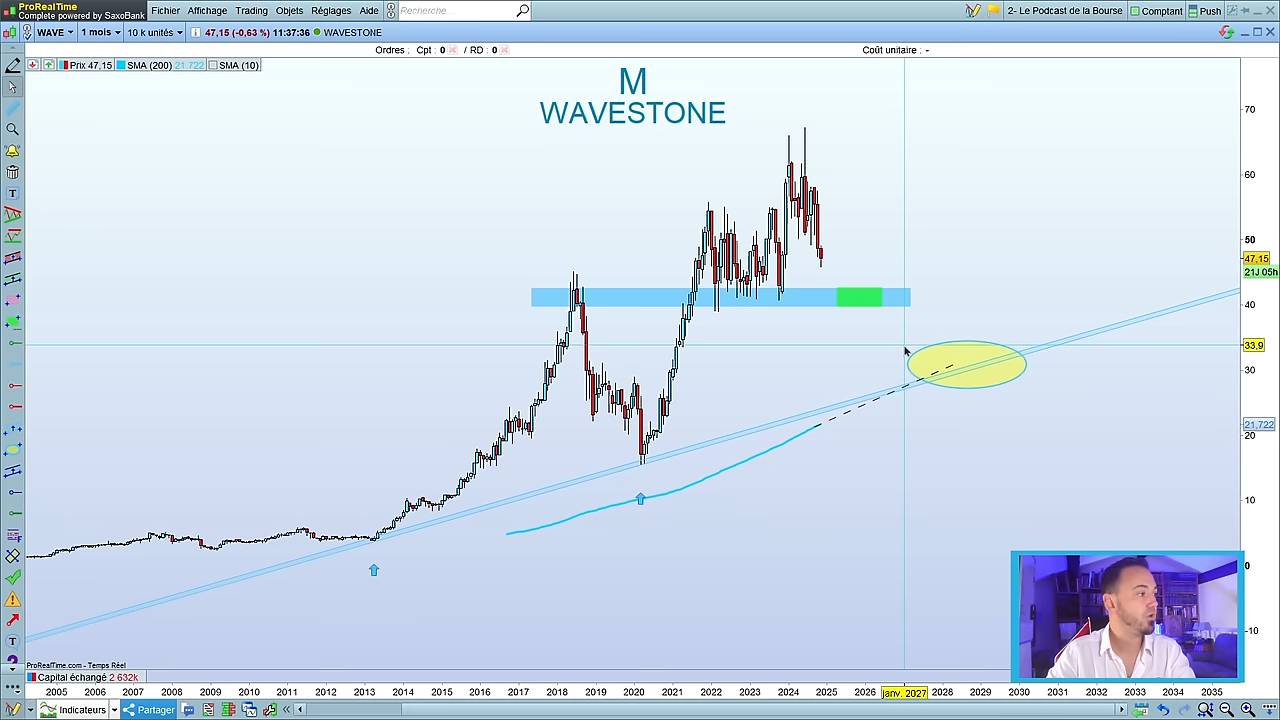 ProRealTime
Complete powered by SaxoBank
Fichier Affichage Trading Objets Réglages Aide Recherche... 2- Le Podcast de la Bourse Comptant Push
WAVE 1 mois 10 k unités 47,15 (-0,63 %) 11:37:36 WAVESTONE
Ordres : Cpt : 0 / RD : 0 Coût unitaire : -
Prix 47,15 SMA (200) 21,722 SMA (10)
M
WAVESTONE
70
60
50
47,15
21J 05h
40
33,9
30
21,722
20
10
0
-10
ProRealTime.com - Temps Réel
Capital échangé 2 632k
2005 2006 2007 2008 2009 2010 2011 2012 2013 2014 2015 2016 2017 2018 2019 2020 2021 2022 2023 2024 2025 2026 janv. 2027 2028 2029 2030 2031 2032 2033 2034 2035
Indicateurs Partager